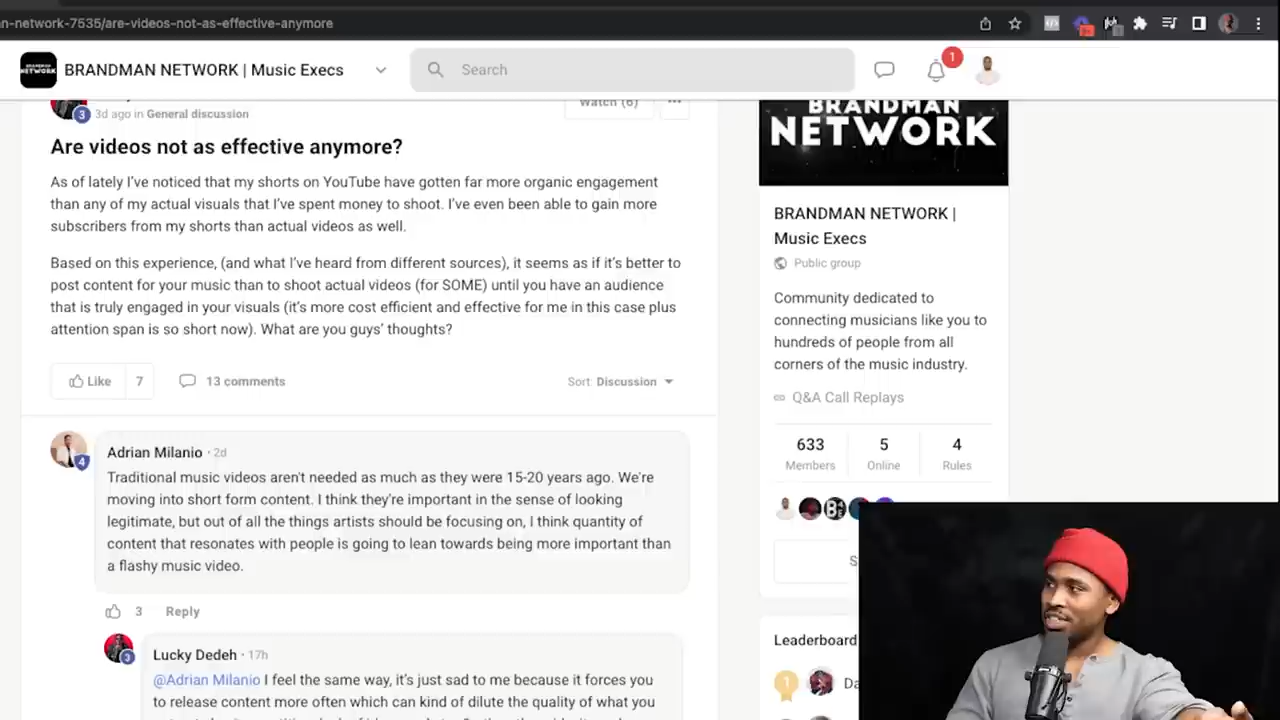 n-network-7535/are-videos-not-as-effective-anymore
BRANDMAN NETWORK | Music Execs
Search
1
3
3d ago in General discussion
Watch (6)
BRANDMAN
NETWORK
Are videos not as effective anymore?
As of lately I've noticed that my shorts on YouTube have gotten far more organic engagement
than any of my actual visuals that I've spent money to shoot. I've even been able to gain more
subscribers from my shorts than actual videos as well.
Based on this experience, (and what I've heard from different sources), it seems as if it's better to
post content for your music than to shoot actual videos (for SOME) until you have an audience
that is truly engaged in your visuals (it's more cost efficient and effective for me in this case plus
attention span is so short now). What are you guys' thoughts?
Like 7
13 comments
Sort: Discussion
4
Adrian Milanio · 2d
Traditional music videos aren't needed as much as they were 15-20 years ago. We're
moving into short form content. I think they're important in the sense of looking
legitimate, but out of all the things artists should be focusing on, I think quantity of
content that resonates with people is going to lean towards being more important than
a flashy music video.
3 Reply
3
Lucky Dedeh · 17h
@Adrian Milanio I feel the same way, it's just sad to me because it forces you
to release content more often which can kind of dilute the quality of what you
BRANDMAN NETWORK |
Music Execs
Public group
Community dedicated to
connecting musicians like you to
hundreds of people from all
corners of the music industry.
Q&A Call Replays
633 5 4
Members Online Rules
Leaderboard
1